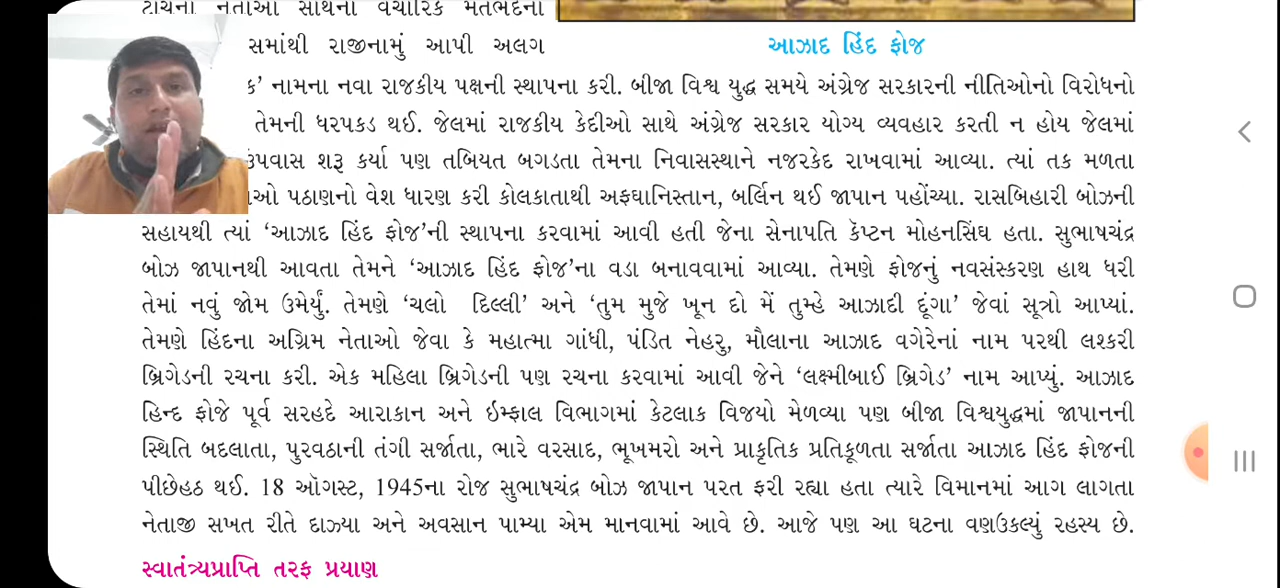 ટોચના નેતાઓ સાથેના વૈચારિક મતભેદના
સમાંથી રાજીનામું આપી અલગ
આઝાદ હિંદ ફોજ
ક' નામના નવા રાજકીય પક્ષની સ્થાપના કરી. બીજા વિશ્વ યુદ્ધ સમયે અંગ્રેજ સરકારની નીતિઓનો વિરોધનો
તેમની ધરપકડ થઈ. જેલમાં રાજકીય કેદીઓ સાથે અંગ્રેજ સરકાર યોગ્ય વ્યવહાર કરતી ન હોય જેલમાં
ઉપવાસ શરૂ કર્યા પણ તબિયત બગડતા તેમના નિવાસસ્થાને નજરકેદ રાખવામાં આવ્યા. ત્યાં તક મળતા
ઓ પઠાણનો વેશ ધારણ કરી કોલકાતાથી અફઘાનિસ્તાન, બર્લિન થઈ જાપાન પહોંચ્યા. રાસબિહારી બોઝની
સહાયથી ત્યાં 'આઝાદ હિંદ ફોજ'ની સ્થાપના કરવામાં આવી હતી જેના સેનાપતિ કૅપ્ટન મોહનસિંઘ હતા. સુભાષચંદ્ર
બોઝ જાપાનથી આવતા તેમને 'આઝાદ હિંદ ફોજ'ના વડા બનાવવામાં આવ્યા. તેમણે ફોજનું નવસંસ્કરણ હાથ ધરી
તેમાં નવું જોમ ઉમેર્યું. તેમણે 'ચલો દિલ્લી' અને 'તુમ મુજે ખૂન દો મેં તુમ્હે આઝાદી દૂંગા' જેવાં સૂત્રો આપ્યાં.
તેમણે હિંદના અગ્રિમ નેતાઓ જેવા કે મહાત્મા ગાંધી, પંડિત નેહરુ, મૌલાના આઝાદ વગેરેનાં નામ પરથી લશ્કરી
બ્રિગેડની રચના કરી. એક મહિલા બ્રિગેડની પણ રચના કરવામાં આવી જેને 'લક્ષ્મીબાઈ બ્રિગેડ' નામ આપ્યું. આઝાદ
હિન્દ ફોજે પૂર્વ સરહદે આરાકાન અને ઇમ્ફાલ વિભાગમાં કેટલાક વિજયો મેળવ્યા પણ બીજા વિશ્વયુદ્ધમાં જાપાનની
સ્થિતિ બદલાતા, પુરવઠાની તંગી સર્જાતા, ભારે વરસાદ, ભૂખમરો અને પ્રાકૃતિક પ્રતિકૂળતા સર્જાતા આઝાદ હિંદ ફોજની
પીછેહઠ થઈ. 18 ઑગસ્ટ, 1945ના રોજ સુભાષચંદ્ર બોઝ જાપાન પરત ફરી રહ્યા હતા ત્યારે વિમાનમાં આગ લાગતા
નેતાજી સખત રીતે દાઝ્યા અને અવસાન પામ્યા એમ માનવામાં આવે છે. આજે પણ આ ઘટના વણઉકલ્યું રહસ્ય છે.
સ્વાતંત્ર્યપ્રાપ્તિ તરફ પ્રયાણ